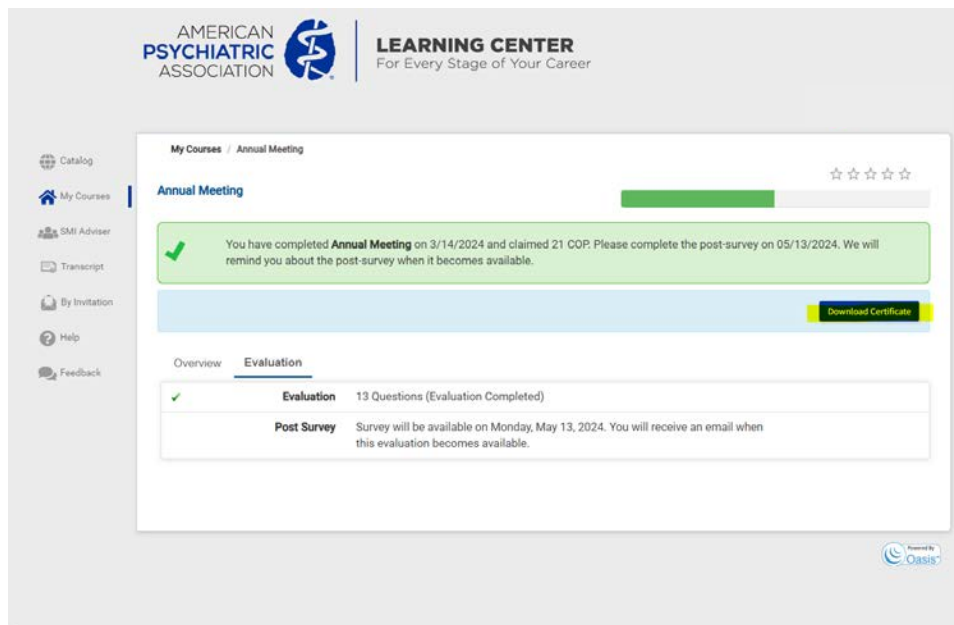 AMERICAN
PSYCHIATRIC
ASSOCIATION
LEARNING CENTER
For Every Stage of Your Career
Catalog
My Courses
SMI Adviser
Transcript
By Invitation
Help
Feedback
My Courses / Annual Meeting
Annual Meeting
You have completed Annual Meeting on 3/14/2024 and claimed 21 COP. Please complete the post-survey on 05/13/2024. We will
remind you about the post-survey when it becomes available.
Download Certificate
Overview
Evaluation
Evaluation 13 Questions (Evaluation Completed)
Post Survey Survey will be available on Monday, May 13, 2024. You will receive an email when
this evaluation becomes available.
Powered By
Oasis